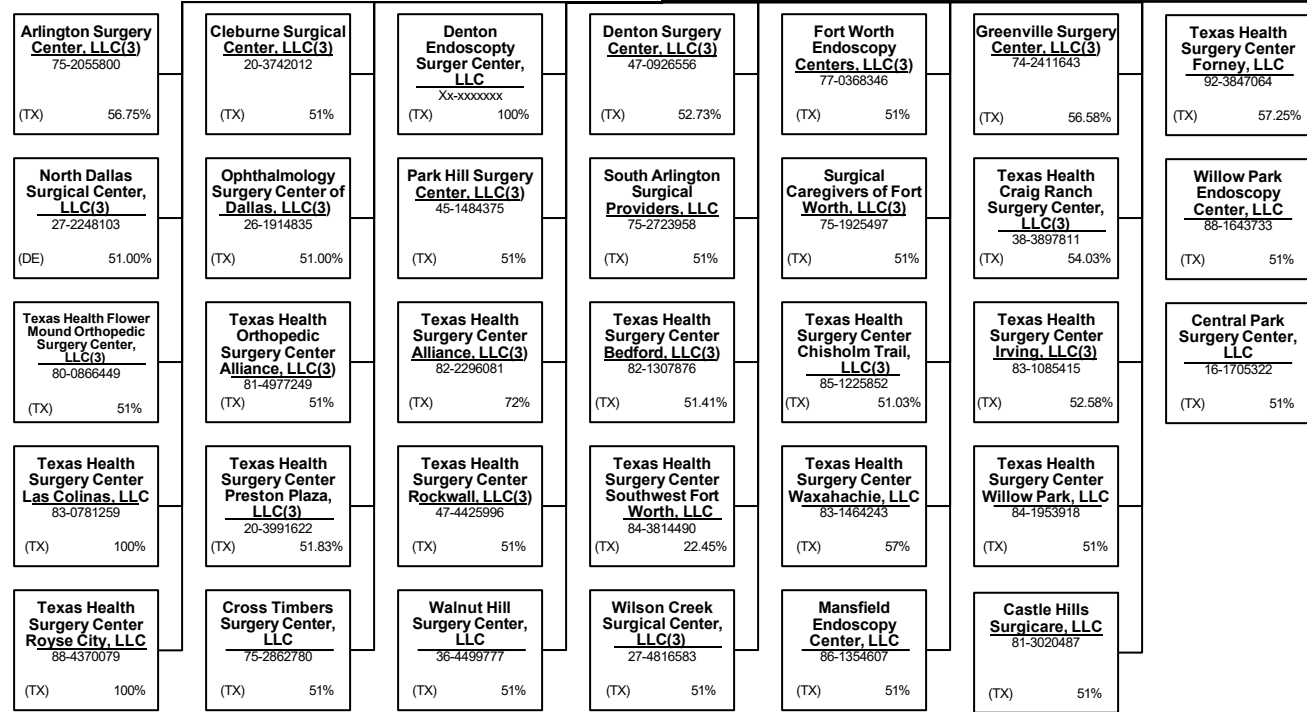 Arlington Surgery
Center, LLC(3)
75-2055800
(TX) 56.75%
Cleburne Surgical
Center, LLC(3)
20-3742012
(TX) 51%
Denton
Endoscopty
Surger Center,
LLC
Xx-xxxxxxx
(TX) 100%
Denton Surgery
Center, LLC(3)
47-0926556
(TX) 52.73%
Fort Worth
Endoscopy
Centers, LLC(3)
77-0368346
(TX) 51%
Greenville Surgery
Center, LLC(3)
74-2411643
(TX) 56.58%
Texas Health
Surgery Center
Forney, LLC
92-3847064
(TX) 57.25%
North Dallas
Surgical Center,
LLC(3)
27-2248103
(DE) 51.00%
Ophthalmology
Surgery Center of
Dallas, LLC(3)
26-1914835
(TX) 51.00%
Park Hill Surgery
Center, LLC(3)
45-1484375
(TX) 51%
South Arlington
Surgical
Providers, LLC
75-2723958
(TX) 51%
Surgical
Caregivers of Fort
Worth, LLC(3)
75-1925497
(TX) 51%
Texas Health
Craig Ranch
Surgery Center,
LLC(3)
38-3897811
(TX) 54.03%
Willow Park
Endoscopy
Center, LLC
88-1643733
(TX) 51%
Texas Health Flower
Mound Orthopedic
Surgery Center,
LLC(3)
80-0866449
(TX) 51%
Texas Health
Orthopedic
Surgery Center
Alliance, LLC(3)
81-4977249
(TX) 51%
Texas Health
Surgery Center
Alliance, LLC(3)
82-2296081
(TX) 72%
Texas Health
Surgery Center
Bedford, LLC(3)
82-1307876
(TX) 51.41%
Texas Health
Surgery Center
Chisholm Trail,
LLC(3)
85-1225852
(TX) 51.03%
Texas Health
Surgery Center
Irving, LLC(3)
83-1085415
(TX) 52.58%
Central Park
Surgery Center,
LLC
16-1705322
(TX) 51%
Texas Health
Surgery Center
Las Colinas, LLC
83-0781259
(TX) 100%
Texas Health
Surgery Center
Preston Plaza,
LLC(3)
20-3991622
(TX) 51.83%
Texas Health
Surgery Center
Rockwall, LLC(3)
47-4425996
(TX) 51%
Texas Health
Surgery Center
Southwest Fort
Worth, LLC
84-3814490
(TX) 22.45%
Texas Health
Surgery Center
Waxahachie, LLC
83-1464243
(TX) 57%
Texas Health
Surgery Center
Willow Park, LLC
84-1953918
(TX) 51%
Texas Health
Surgery Center
Royse City, LLC
88-4370079
(TX) 100%
Cross Timbers
Surgery Center,
LLC
75-2862780
(TX) 51%
Walnut Hill
Surgery Center,
LLC
36-4499777
(TX) 51%
Wilson Creek
Surgical Center,
LLC(3)
27-4816583
(TX) 51%
Mansfield
Endoscopy
Center, LLC
86-1354607
(TX) 51%
Castle Hills
Surgicare, LLC
81-3020487
(TX) 51%